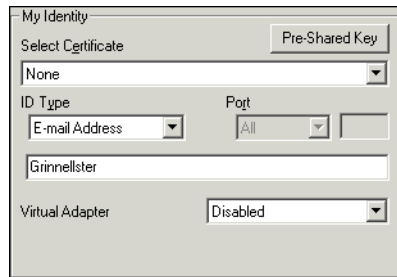 My Identity
Select Certificate
Pre-Shared Key
None
ID Type
Port
E-mail Address
All
Grinnellster
Virtual Adapter
Disabled